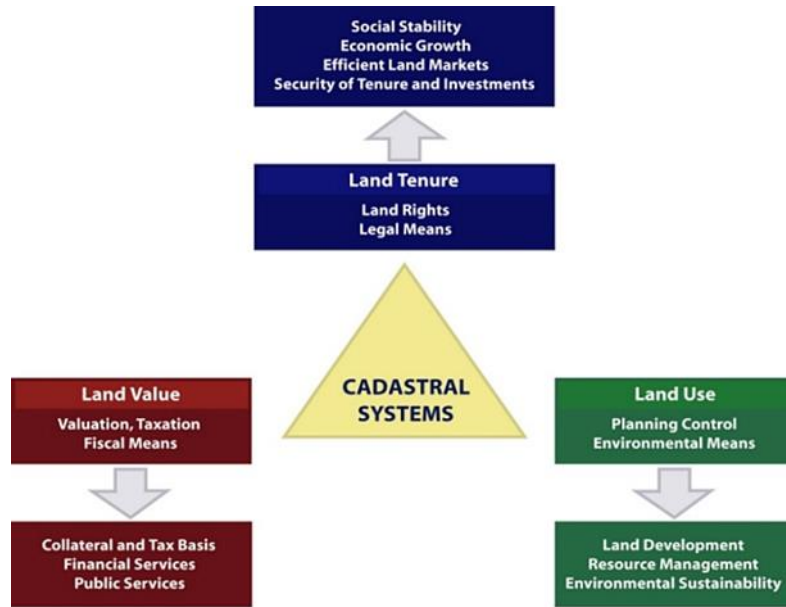 Social Stability
Economic Growth
Efficient Land Markets
Security of Tenure and Investments
Land Tenure
Land Rights
Legal Means
CADASTRAL
SYSTEMS
Land Value
Valuation, Taxation
Fiscal Means
Collateral and Tax Basis
Financial Services
Public Services
Land Use
Planning Control
Environmental Means
Land Development
Resource Management
Environmental Sustainability